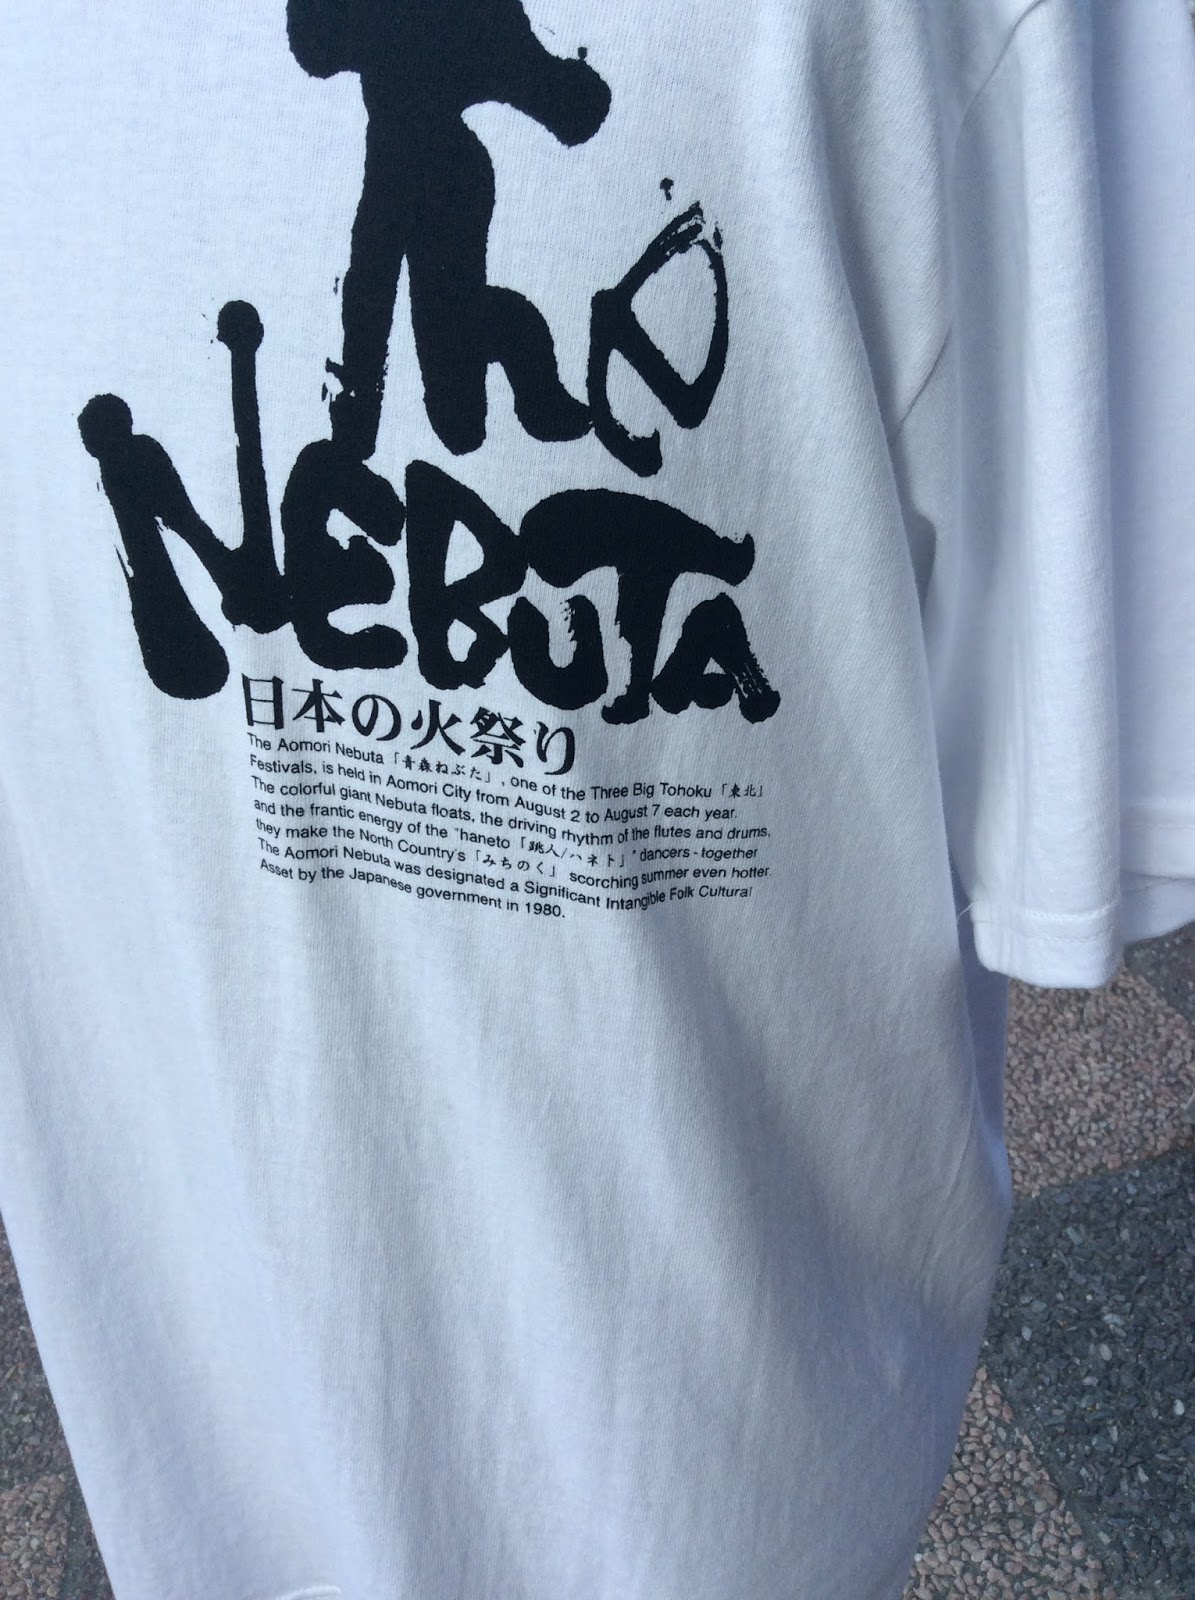 The
NEBUTA
日本の火祭り
The Aomori Nebuta「青森ねぶた」, one of the Three Big Tohoku「東北」
Festivals, is held in Aomori City from August 2 to August 7 each year.
The colorful giant Nebuta floats, the driving rhythm of the flutes and drums,
and the frantic energy of the "haneto「跳人/ハネト」" dancers - together
they make the North Country's「みちのく」 scorching summer even hotter.
The Aomori Nebuta was designated a Significant Intangible Folk Cultural
Asset by the Japanese government in 1980.